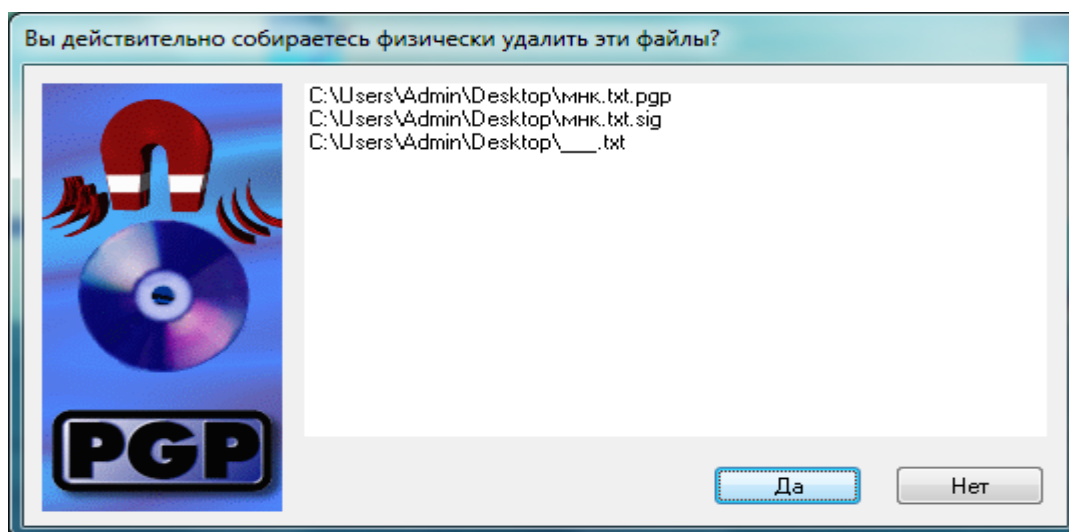 Вы действительно собираетесь физически удалить эти файлы?
C:\Users\Admin\Desktop\мнк.txt.pgp
C:\Users\Admin\Desktop\мнк.txt.sig
C:\Users\Admin\Desktop\___.txt
PGP
Да
Нет